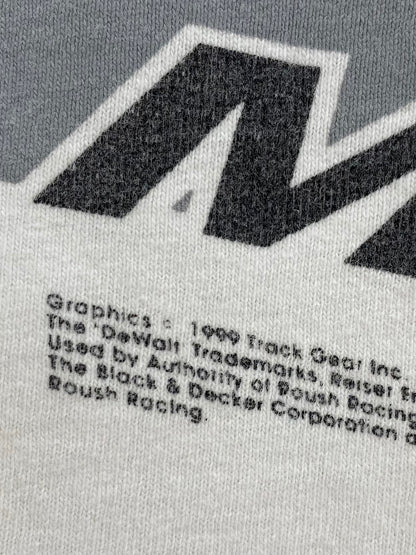 M
Graphics © 1999 Track Gear Inc.
The 'DeWalt' Trademarks, Reiser En
Used by Authority of Roush Racing
The Black & Decker Corporation a
Roush Racing.